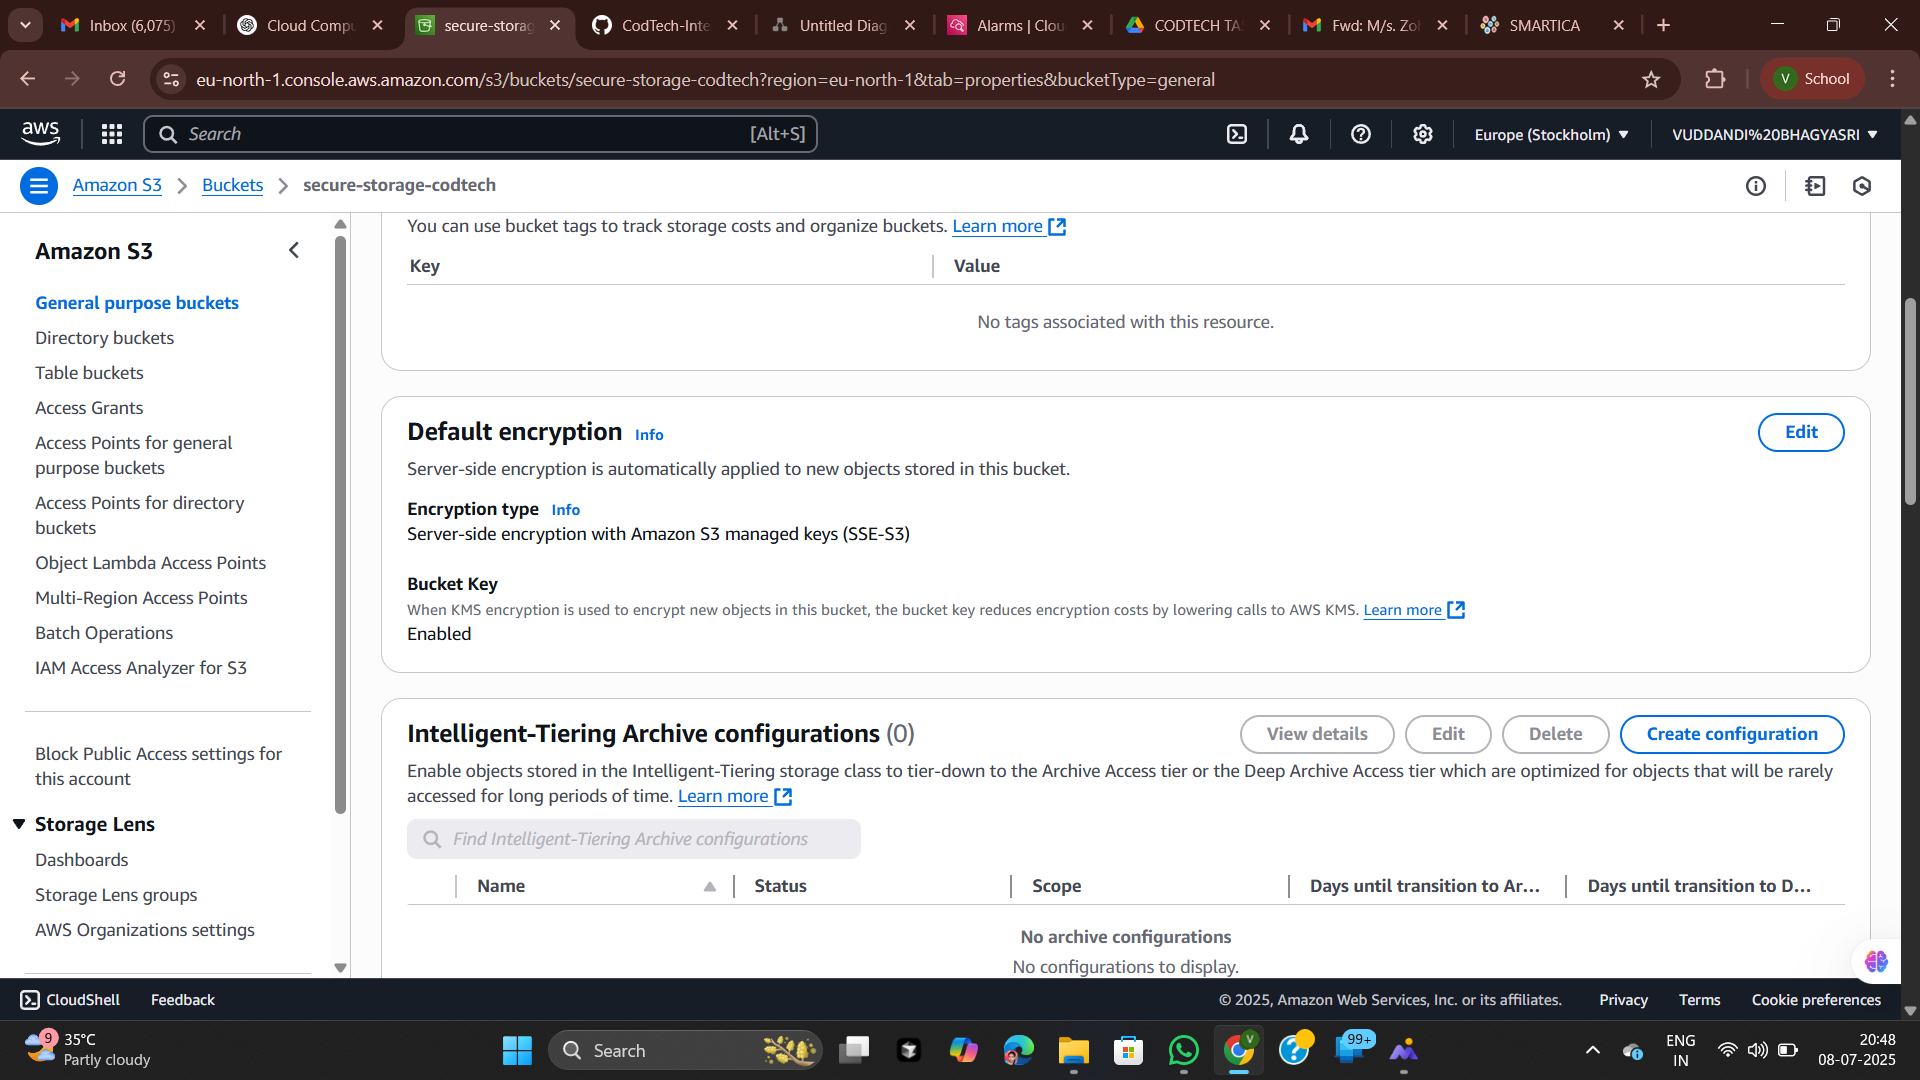 Inbox (6,075)
Cloud Compu
secure-storag
CodTech-Inte
Untitled Diag
Alarms | Clou
CODTECH TA
Fwd: M/s. Zol
SMARTICA
eu-north-1.console.aws.amazon.com/s3/buckets/secure-storage-codtech?region=eu-north-1&tab=properties&bucketType=general
V School
aws
Search [Alt+S]
Europe (Stockholm)
VUDDANDI%20BHAGYASRI
Amazon S3
Buckets
secure-storage-codtech
Amazon S3
General purpose buckets
Directory buckets
Table buckets
Access Grants
Access Points for general
purpose buckets
Access Points for directory
buckets
Object Lambda Access Points
Multi-Region Access Points
Batch Operations
IAM Access Analyzer for S3
Block Public Access settings for
this account
Storage Lens
Dashboards
Storage Lens groups
AWS Organizations settings
You can use bucket tags to track storage costs and organize buckets. Learn more
Key Value
No tags associated with this resource.
Default encryption Info
Edit
Server-side encryption is automatically applied to new objects stored in this bucket.
Encryption type Info
Server-side encryption with Amazon S3 managed keys (SSE-S3)
Bucket Key
When KMS encryption is used to encrypt new objects in this bucket, the bucket key reduces encryption costs by lowering calls to AWS KMS. Learn more
Enabled
Intelligent-Tiering Archive configurations (0)
View details Edit Delete Create configuration
Enable objects stored in the Intelligent-Tiering storage class to tier-down to the Archive Access tier or the Deep Archive Access tier which are optimized for objects that will be rarely
accessed for long periods of time. Learn more
Find Intelligent-Tiering Archive configurations
Name Status Scope Days until transition to Ar... Days until transition to D...
No archive configurations
No configurations to display.
CloudShell Feedback
© 2025, Amazon Web Services, Inc. or its affiliates. Privacy Terms Cookie preferences
9
35°C
Partly cloudy
Search
V
99+
ENG
IN
20:48
08-07-2025